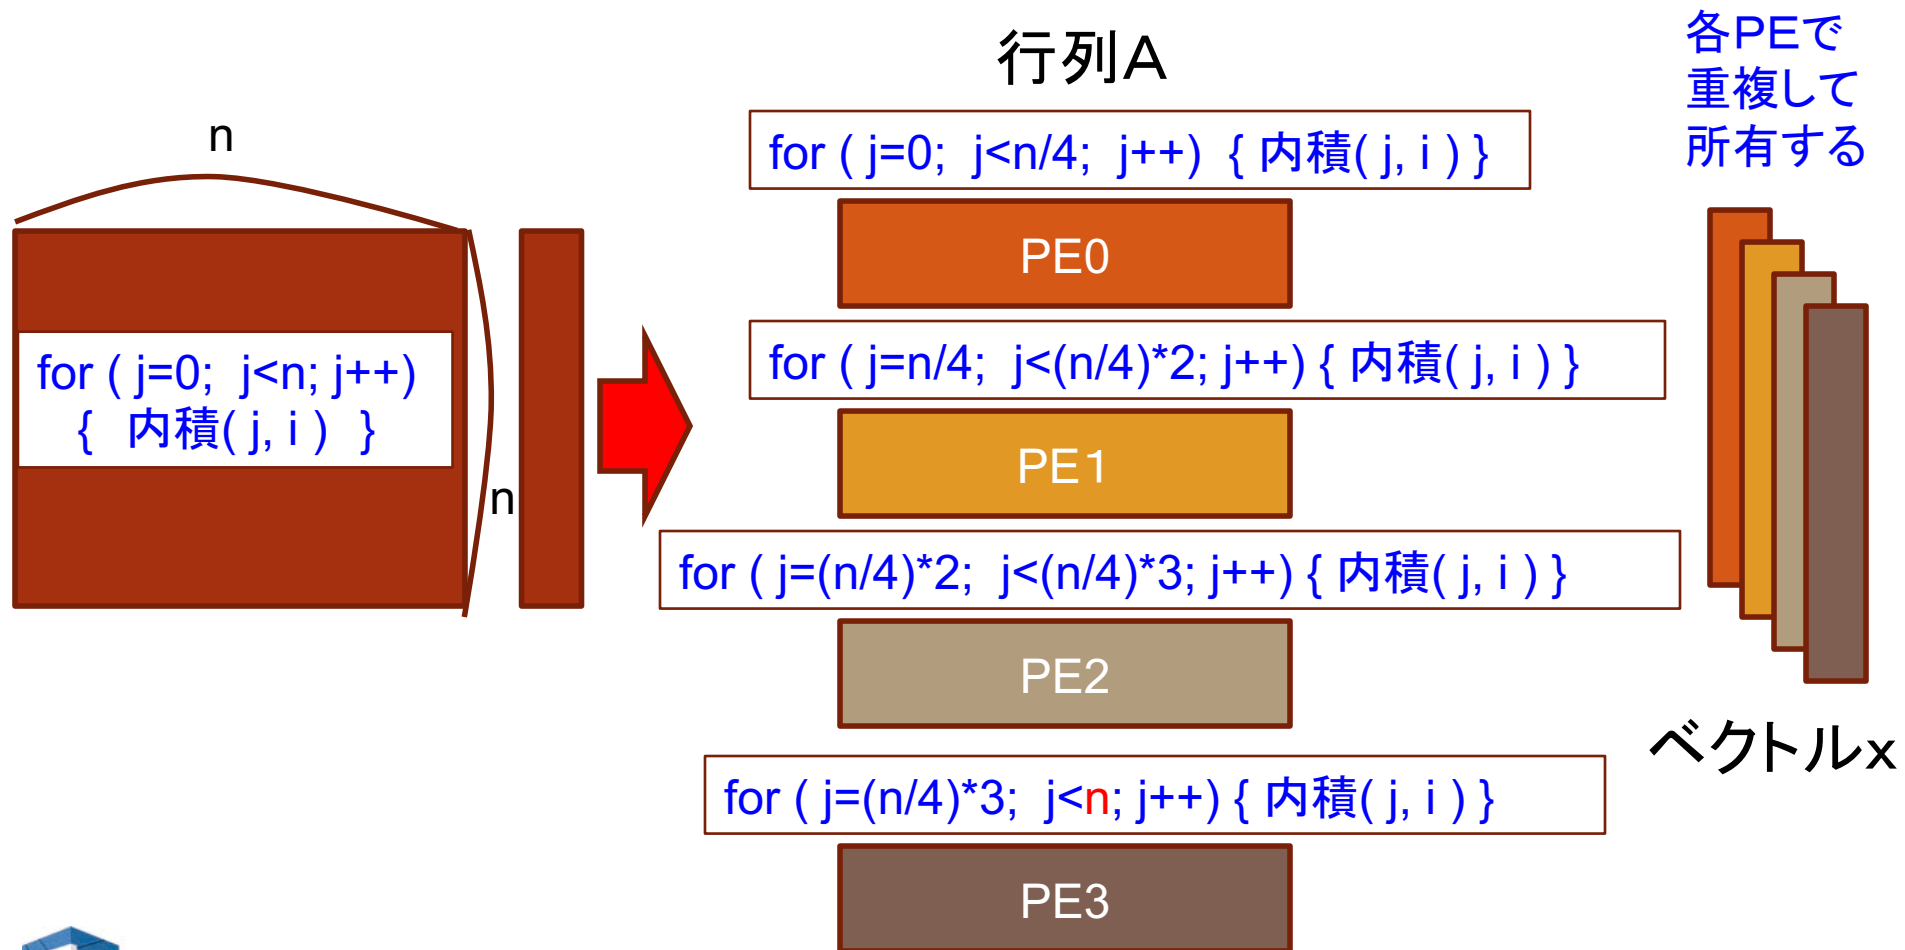 行列A
各PEで
重複して
所有する
n
for ( j=0; j<n; j++)
{ 内積( j, i ) }
n
for ( j=0; j<n/4; j++) { 内積( j, i ) }
PE0
for ( j=n/4; j<(n/4)*2; j++) { 内積( j, i ) }
PE1
for ( j=(n/4)*2; j<(n/4)*3; j++) { 内積( j, i ) }
PE2
for ( j=(n/4)*3; j<n; j++) { 内積( j, i ) }
PE3
ベクトルx